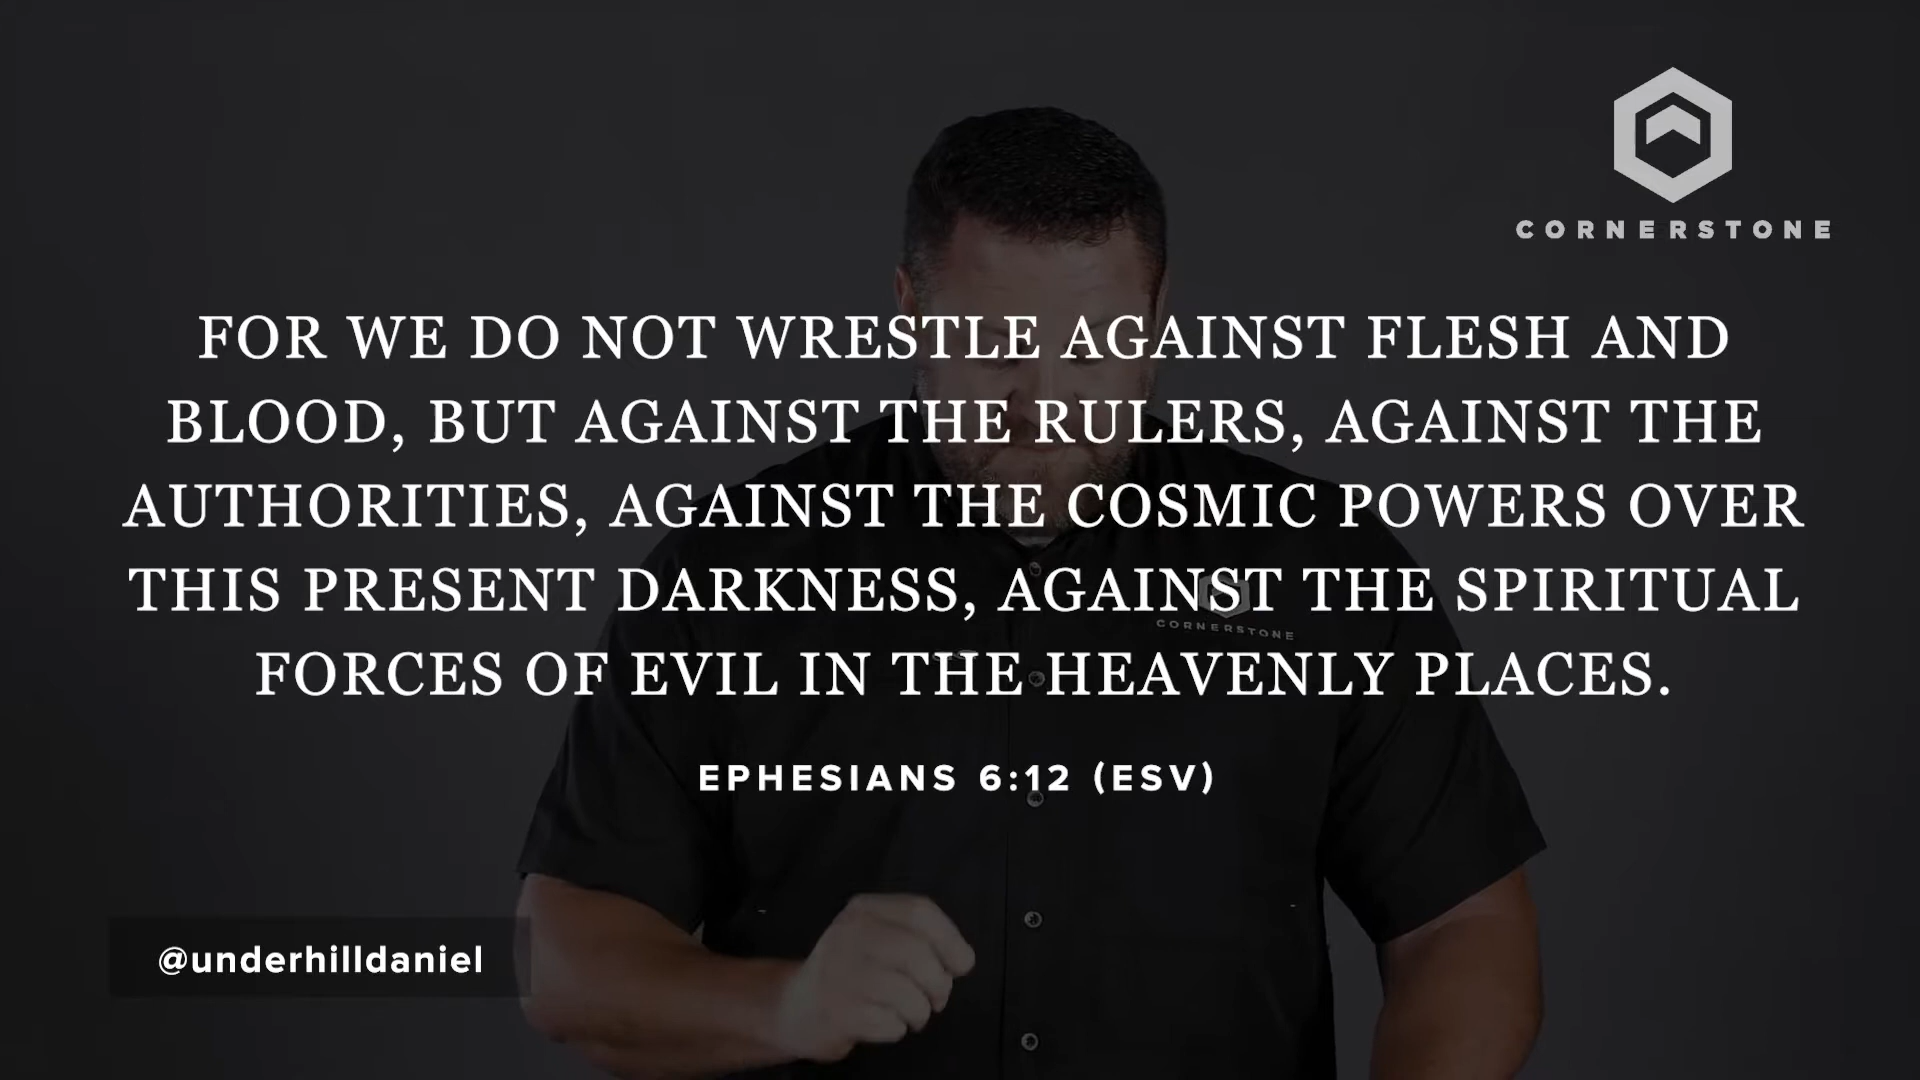 CORNERSTONE
FOR WE DO NOT WRESTLE AGAINST FLESH AND
BLOOD, BUT AGAINST THE RULERS, AGAINST THE
AUTHORITIES, AGAINST THE COSMIC POWERS OVER
THIS PRESENT DARKNESS, AGAINST THE SPIRITUAL
FORCES OF EVIL IN THE HEAVENLY PLACES.
CORNERSTONE
EPHESIANS 6:12 (ESV)
@underhilldaniel